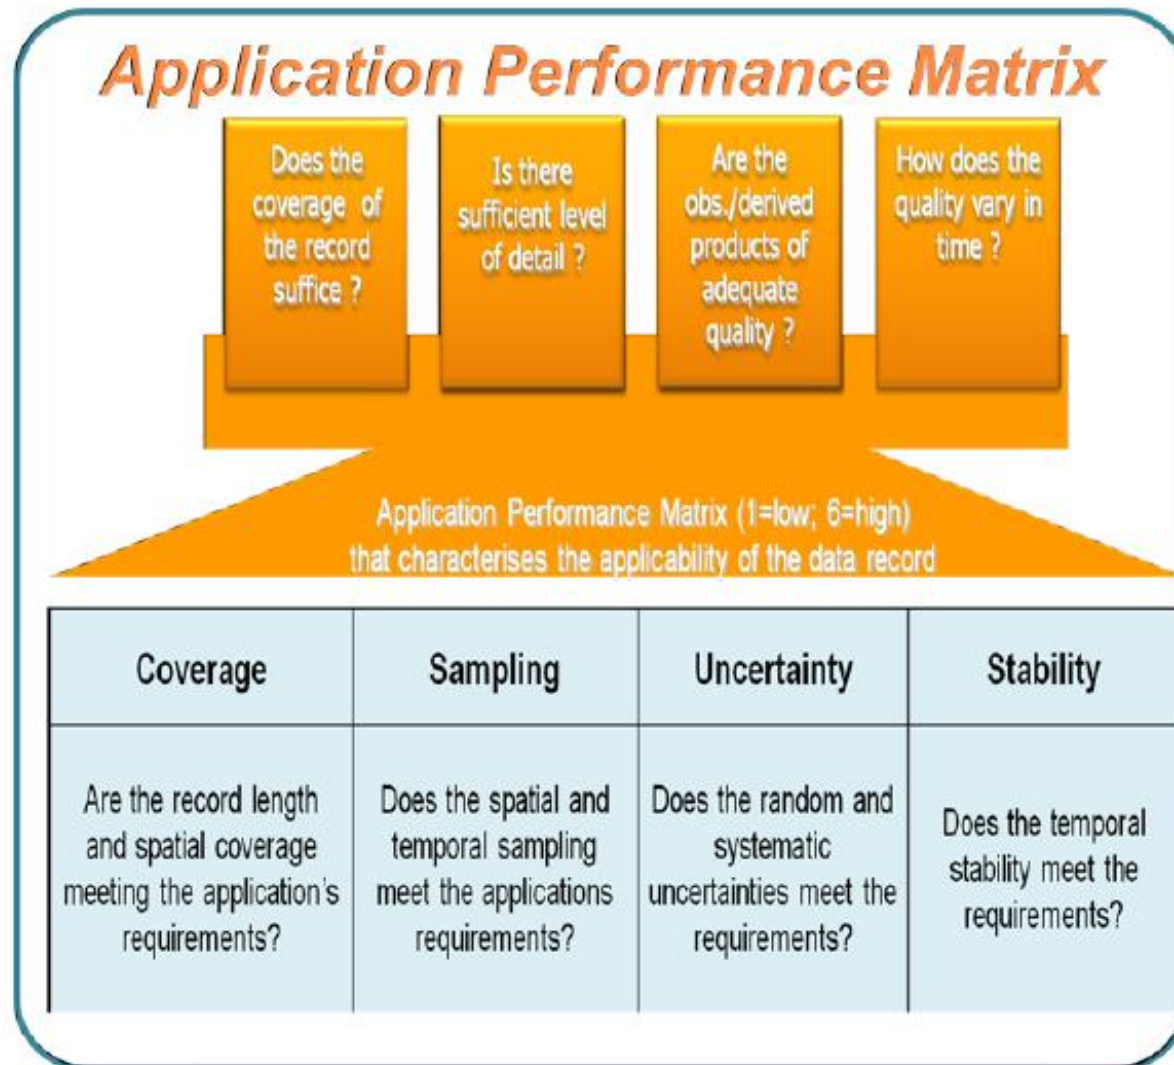 Application Performance Matrix
Does the
coverage of
the record
suffice ?
Is there
sufficient level
of detail ?
Are the
obs./derived
products of
adequate
quality ?
How does the
quality vary in
time ?
Application Performance Matrix (1=low; 6=high)
that characterises the applicability of the data record
Coverage
Sampling
Uncertainty
Stability
Are the record length
and spatial coverage
meeting the application's
requirements?
Does the spatial and
temporal sampling
meet the applications
requirements?
Does the random and
systematic
uncertainties meet the
requirements?
Does the temporal
stability meet the
requirements?